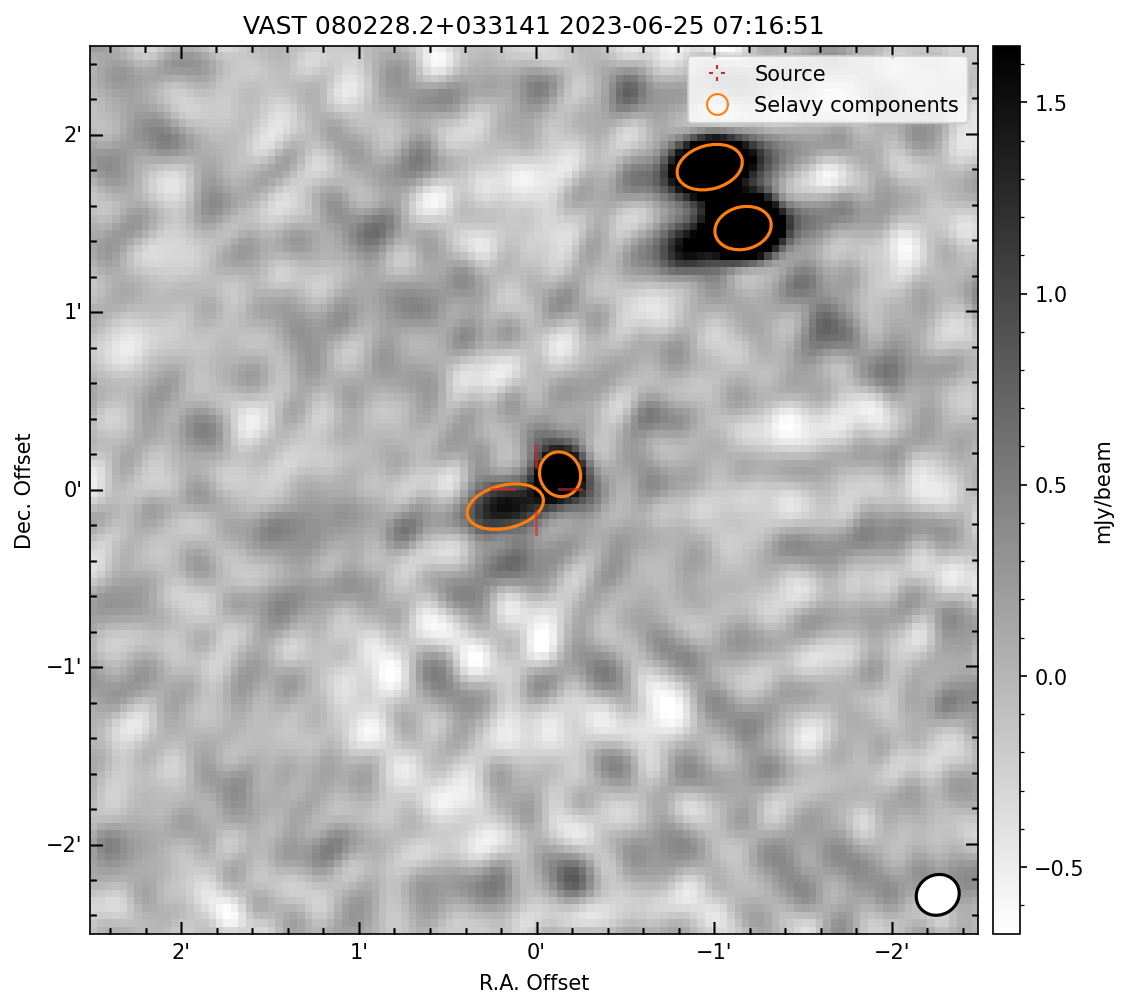 VAST 080228.2+033141 2023-06-25 07:16:51
Source
Selavy components
2'
1'
0'
−1'
−2'
Dec. Offset
2'
1'
0'
−1'
−2'
R.A. Offset
1.5
1.0
0.5
0.0
−0.5
mJy/beam